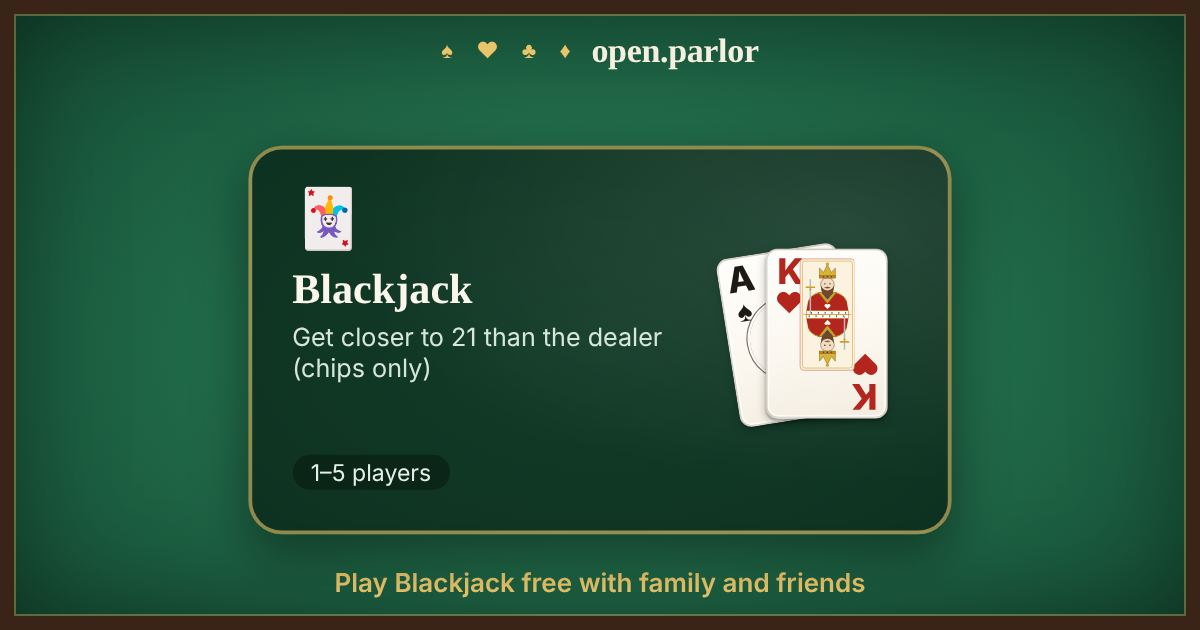 ♠ ♥ ♣ ♦ open.parlor
Blackjack
Get closer to 21 than the dealer
(chips only)
A
K
K
1–5 players
Play Blackjack free with family and friends